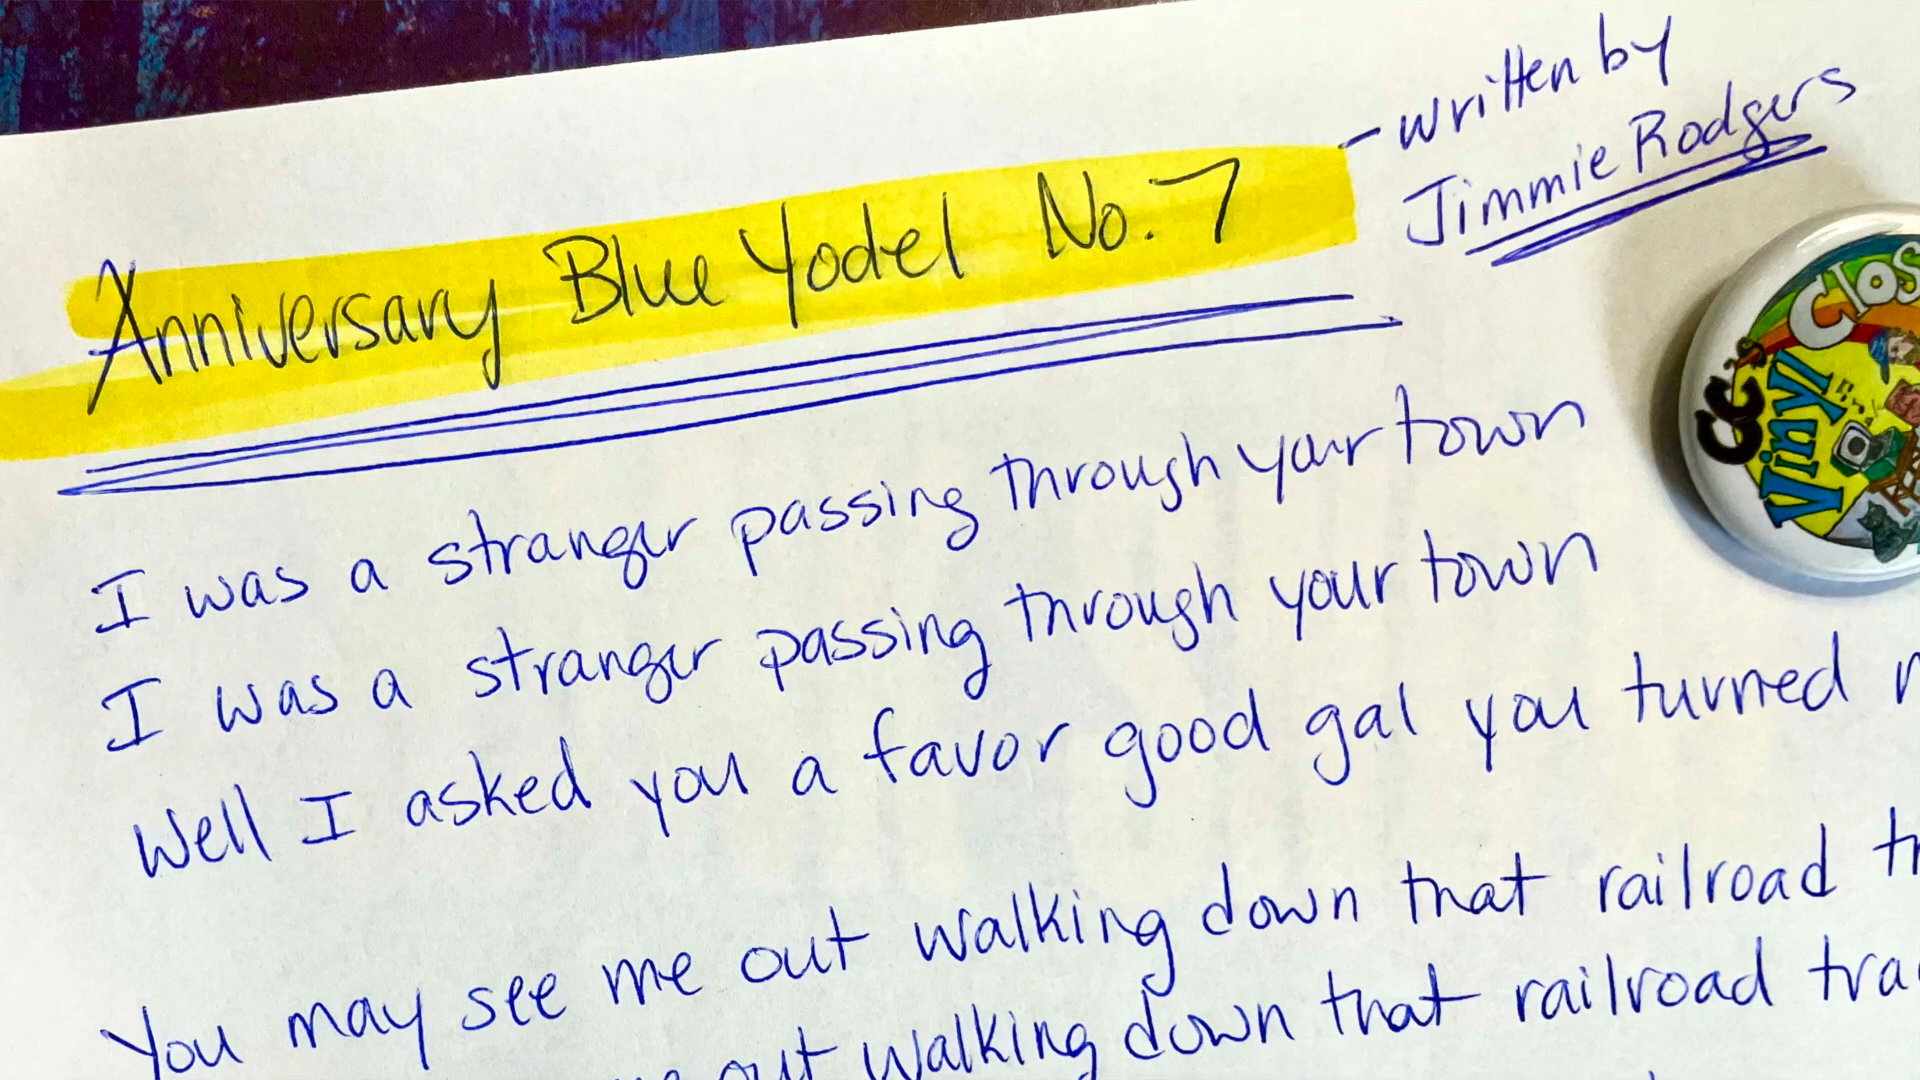 - written by
Jimmie Rodgers
Anniversary Blue Yodel No. 7
I was a stranger passing through your town
I was a stranger passing through your town
Well I asked you a favor good gal you turned
You may see me out walking down that railroad
out walking down that railroad
CC's
Vinyl